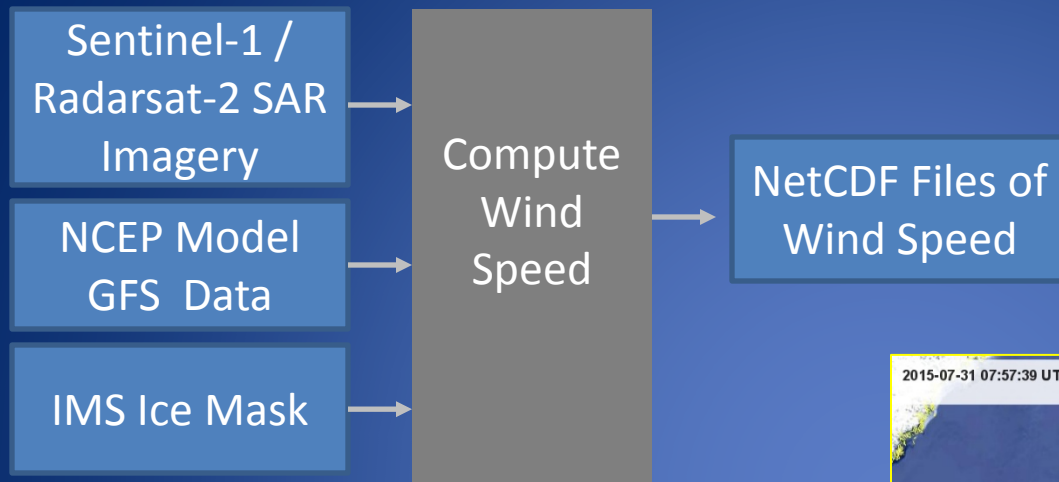 Sentinel-1 /
Radarsat-2 SAR
Imagery
NCEP Model
GFS Data
IMS Ice Mask
Compute
Wind
Speed
NetCDF Files of
Wind Speed
2015-07-31 07:57:39 UT